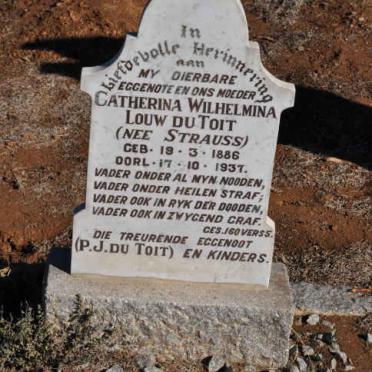 In
Liefdevolle Herinnering
aan
MY DIERBARE
EGGENOTE EN ONS MOEDER
CATHERINA WILHELMINA
LOUW DU TOIT
(NEE STRAUSS)
GEB · 19 · 3 · 1886
OORL · 17 · 10 · 1937.
VADER ONDER AL MYN NOODEN,
VADER ONDER HEILEN STRAF;
VADER OOK IN RYK DER DOODEN,
VADER OOK IN ZWYGEND GRAF.
GES. 160 VERS 5.
DIE TREURENDE EGGENOOT
(P.J. DU TOIT) EN KINDERS.